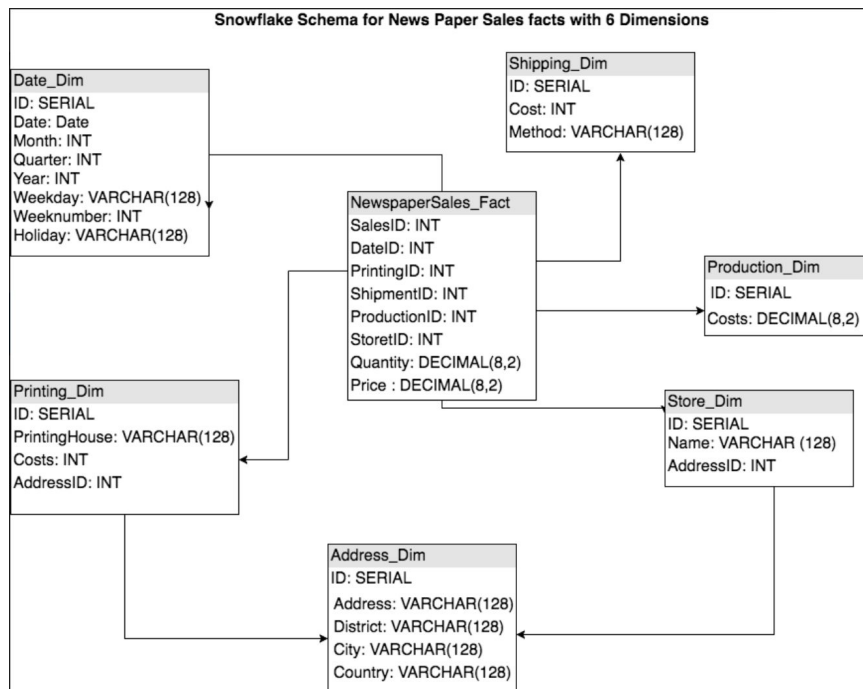 Snowflake Schema for News Paper Sales facts with 6 Dimensions
Date_Dim
ID: SERIAL
Date: Date
Month: INT
Quarter: INT
Year: INT
Weekday: VARCHAR(128)
Weeknumber: INT
Holiday: VARCHAR(128)
Shipping_Dim
ID: SERIAL
Cost: INT
Method: VARCHAR(128)
NewspaperSales_Fact
SalesID: INT
DateID: INT
PrintingID: INT
ShipmentID: INT
ProductionID: INT
StoretID: INT
Quantity: DECIMAL(8,2)
Price : DECIMAL(8,2)
Production_Dim
ID: SERIAL
Costs: DECIMAL(8,2)
Printing_Dim
ID: SERIAL
PrintingHouse: VARCHAR(128)
Costs: INT
AddressID: INT
Store_Dim
ID: SERIAL
Name: VARCHAR (128)
AddressID: INT
Address_Dim
ID: SERIAL
Address: VARCHAR(128)
District: VARCHAR(128)
City: VARCHAR(128)
Country: VARCHAR(128)